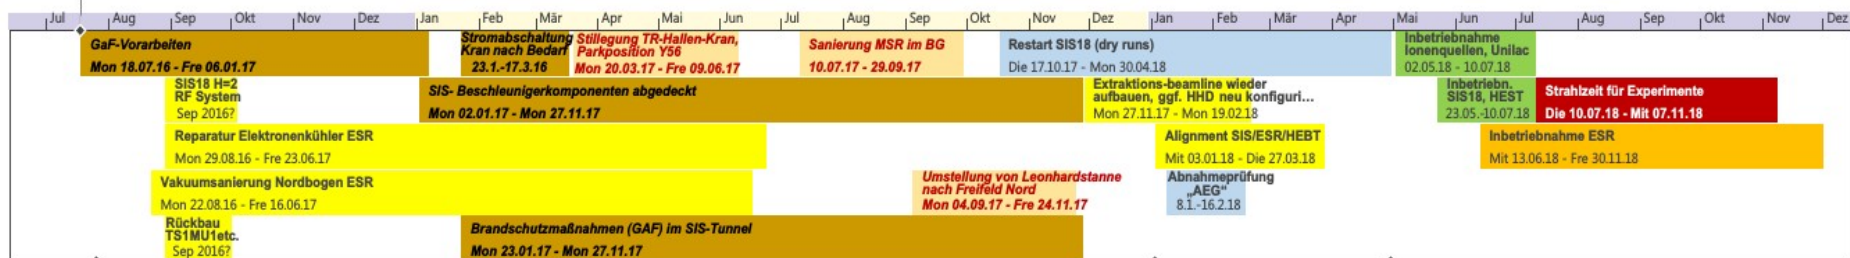 Jul Aug Sep Okt Nov Dez Jan Feb Mär Apr Mai Jun Jul Aug Sep Okt Nov Dez Jan Feb Mär Apr Mai Jun Jul Aug Sep Okt Nov Dez
GaF-Vorarbeiten
Mon 18.07.16 - Fre 06.01.17
Stromabschaltung
Kran nach Bedarf
23.1.-17.3.16
Stillegung TR-Hallen-Kran,
Parkposition Y56
Mon 20.03.17 - Fre 09.06.17
Sanierung MSR im BG
10.07.17 - 29.09.17
Restart SIS18 (dry runs)
Die 17.10.17 - Mon 30.04.18
Inbetriebnahme
Ionenquellen, Unilac
02.05.18 - 10.07.18
SIS18 H=2
RF System
Sep 2016?
SIS- Beschleunigerkomponenten abgedeckt
Mon 02.01.17 - Mon 27.11.17
Extraktions-beamline wieder
aufbauen, ggf. HHD neu konfiguri...
Mon 27.11.17 - Mon 19.02.18
Inbetriebn.
SIS18, HEST
23.05.-10.07.18
Strahlzeit für Experimente
Die 10.07.18 - Mit 07.11.18
Reparatur Elektronenkühler ESR
Mon 29.08.16 - Fre 23.06.17
Alignment SIS/ESR/HEBT
Mit 03.01.18 - Die 27.03.18
Inbetriebnahme ESR
Mit 13.06.18 - Fre 30.11.18
Vakuumsanierung Nordbogen ESR
Mon 22.08.16 - Fre 16.06.17
Umstellung von Leonhardstanne
nach Freifeld Nord
Mon 04.09.17 - Fre 24.11.17
Abnahmeprüfung
„AEG“
8.1.-16.2.18
Rückbau
TS1MU1etc.
Sep 2016?
Brandschutzmaßnahmen (GAF) im SIS-Tunnel
Mon 23.01.17 - Mon 27.11.17